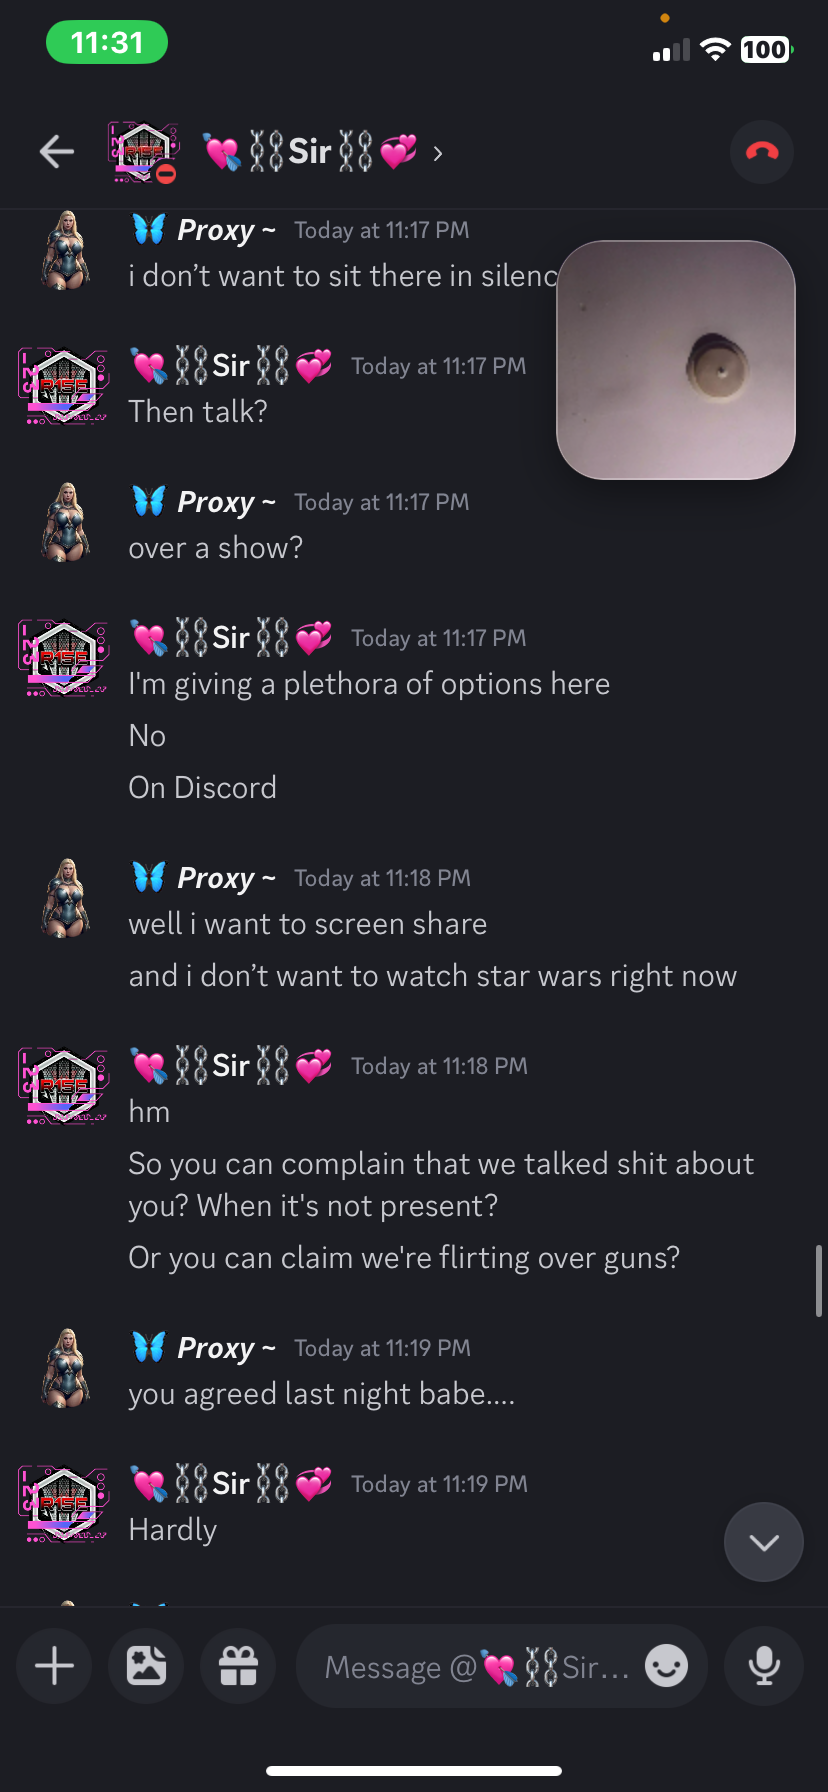 11:31
100
💘⛓️Sir⛓️💞 ›
🦋 Proxy ~ Today at 11:17 PM
i don’t want to sit there in silenc
💘⛓️Sir⛓️💞 Today at 11:17 PM
Then talk?
🦋 Proxy ~ Today at 11:17 PM
over a show?
💘⛓️Sir⛓️💞 Today at 11:17 PM
I'm giving a plethora of options here
No
On Discord
🦋 Proxy ~ Today at 11:18 PM
well i want to screen share
and i don’t want to watch star wars right now
💘⛓️Sir⛓️💞 Today at 11:18 PM
hm
So you can complain that we talked shit about
you? When it's not present?
Or you can claim we're flirting over guns?
🦋 Proxy ~ Today at 11:19 PM
you agreed last night babe....
💘⛓️Sir⛓️💞 Today at 11:19 PM
Hardly
Message @💘⛓️Sir...